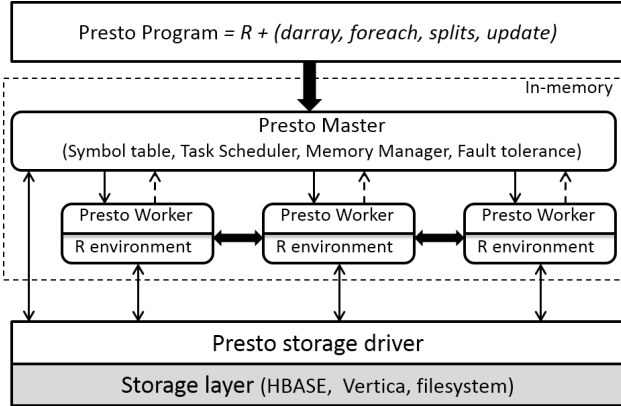 Presto Program = R + (darray, foreach, splits, update)
In-memory
Presto Master
(Symbol table, Task Scheduler, Memory Manager, Fault tolerance)
Presto Worker
R environment
Presto Worker
R environment
Presto Worker
R environment
Presto storage driver
Storage layer (HBASE, Vertica, filesystem)